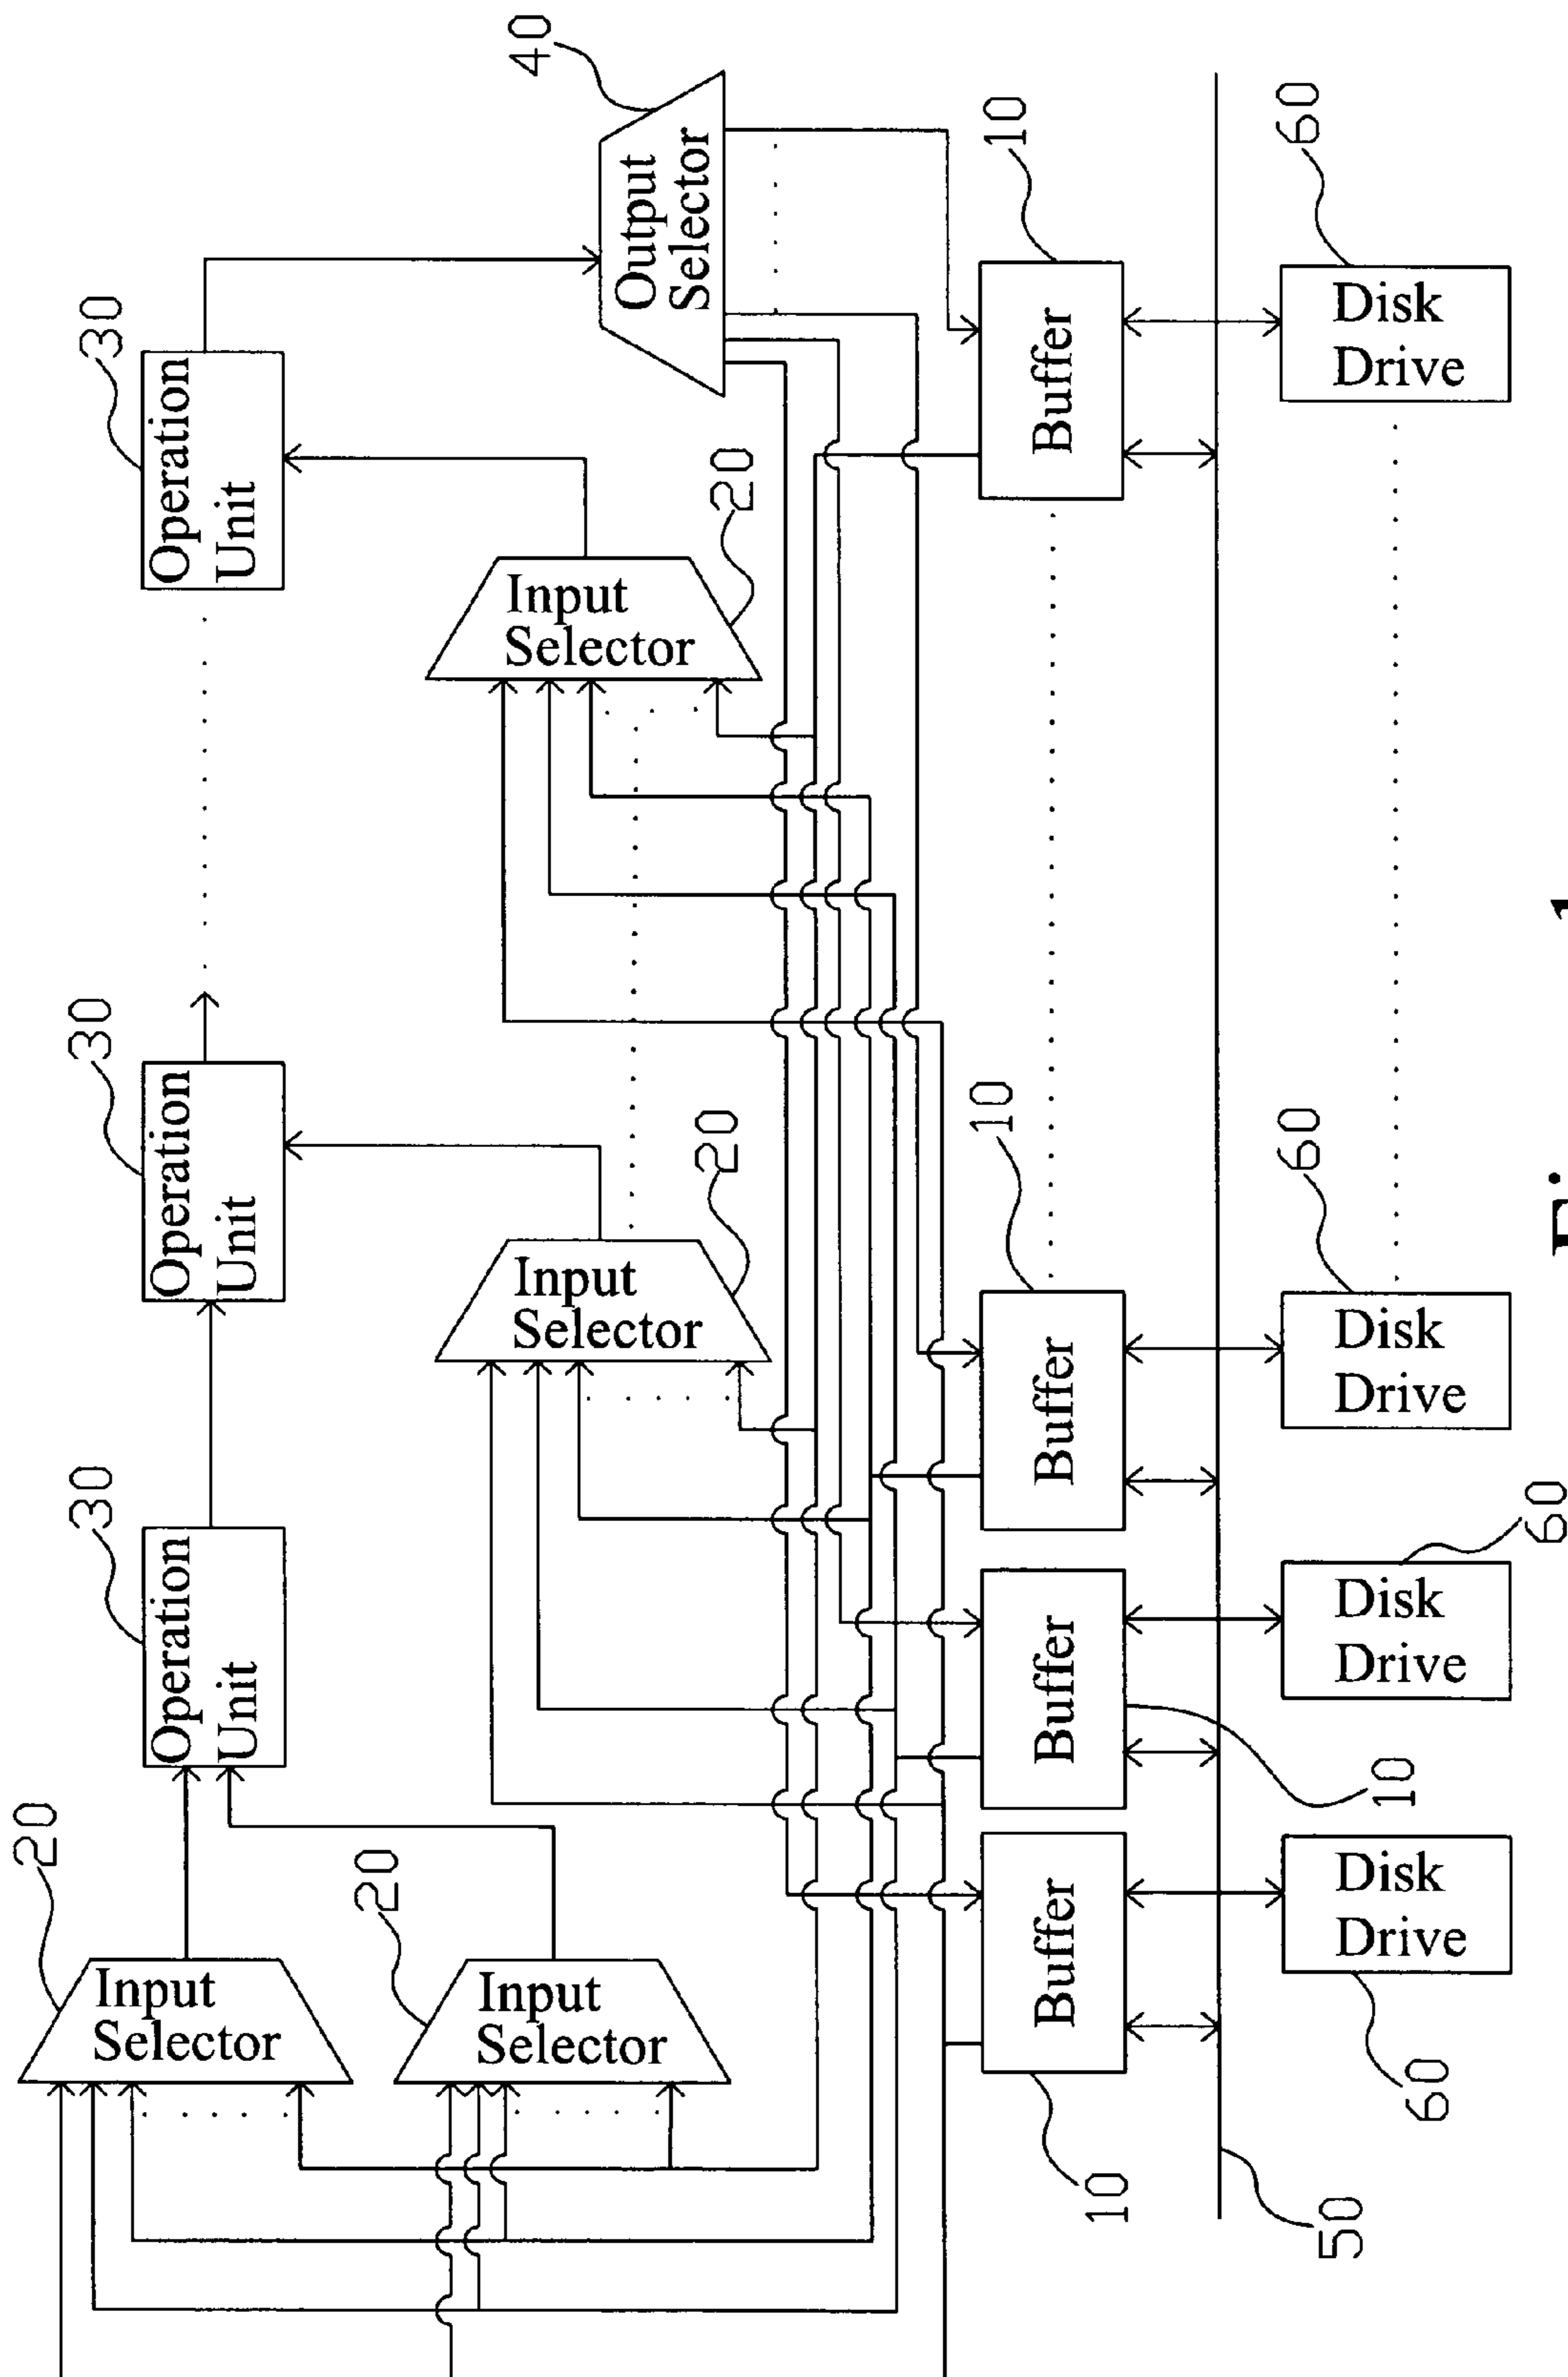 40
Output
Selector
30
Operation
Unit
20
Input
Selector
10
Buffer
60
Disk
Drive
30
Operation
Unit
20
Input
Selector
10
Buffer
60
Disk
Drive
30
Operation
Unit
Buffer
10
Disk
Drive
60
20
Input
Selector
20
Input
Selector
Buffer
10
Disk
Drive
60
50